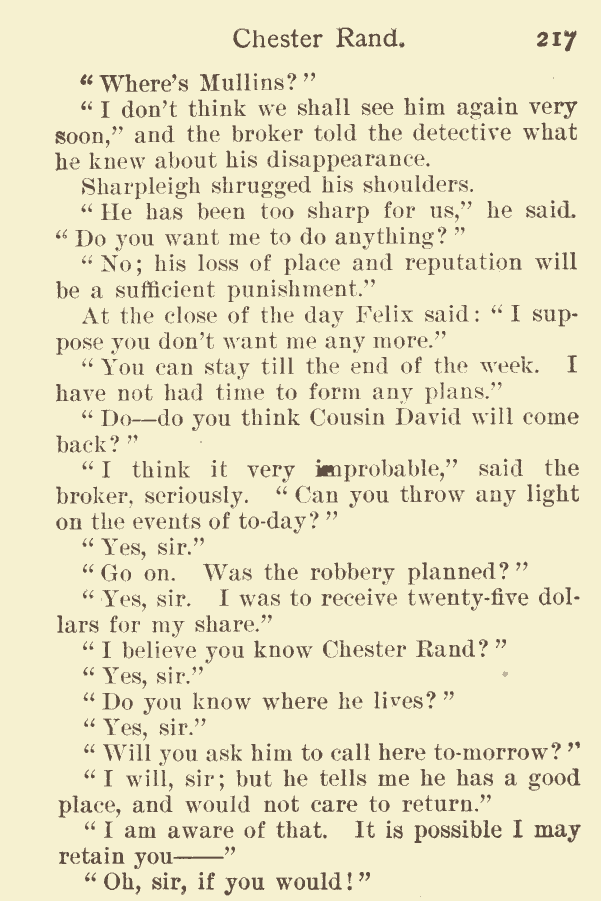 Chester Rand. 217
“Where’s Mullins?”
“I don’t think we shall see him again very
soon,” and the broker told the detective what
he knew about his disappearance.
Sharpleigh shrugged his shoulders.
“He has been too sharp for us,” he said.
“Do you want me to do anything?”
“No; his loss of place and reputation will
be a sufficient punishment.”
At the close of the day Felix said: “I sup-
pose you don’t want me any more.”
“You can stay till the end of the week. I
have not had time to form any plans.”
“Do—do you think Cousin David will come
back?”
“I think it very improbable,” said the
broker, seriously. “Can you throw any light
on the events of to-day?”
“Yes, sir.”
“Go on. Was the robbery planned?”
“Yes, sir. I was to receive twenty-five dol-
lars for my share.”
“I believe you know Chester Rand?”
“Yes, sir.”
“Do you know where he lives?”
“Yes, sir.”
“Will you ask him to call here to-morrow?”
“I will, sir; but he tells me he has a good
place, and would not care to return.”
“I am aware of that. It is possible I may
retain you——”
“Oh, sir, if you would!”